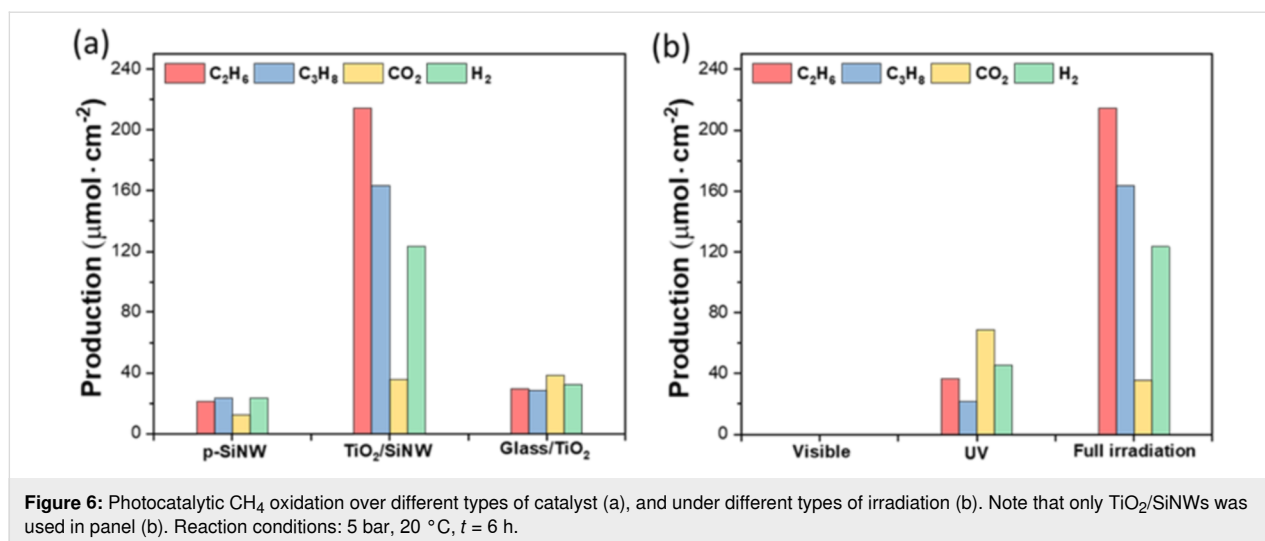 (a)
C₂H₆ C₃H₈ CO₂ H₂
Production (μmol·cm⁻²)
240
200
160
120
80
40
0
p-SiNW TiO₂/SiNW Glass/TiO₂
(b)
C₂H₆ C₃H₈ CO₂ H₂
Production (μmol·cm⁻²)
240
200
160
120
80
40
0
Visible UV Full irradiation
Figure 6: Photocatalytic CH₄ oxidation over different types of catalyst (a), and under different types of irradiation (b). Note that only TiO₂/SiNWs was
used in panel (b). Reaction conditions: 5 bar, 20 °C, t = 6 h.